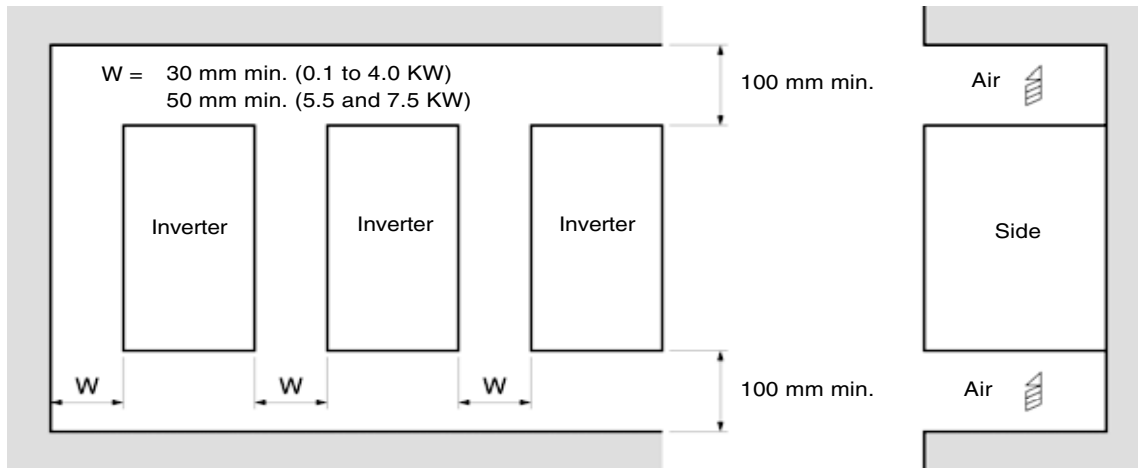 W = 30 mm min. (0.1 to 4.0 KW)
50 mm min. (5.5 and 7.5 KW)
100 mm min.
Air
Inverter
Inverter
Inverter
Side
W
W
W
100 mm min.
Air